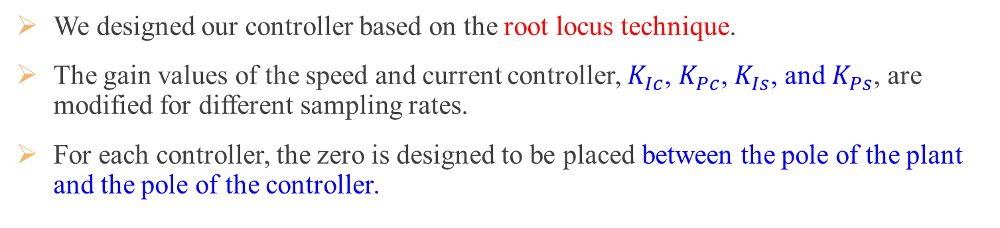 We designed our controller based on the root locus technique.
The gain values of the speed and current controller, K_{Ic}, K_{Pc}, K_{Is}, and K_{Ps}, are
modified for different sampling rates.
For each controller, the zero is designed to be placed between the pole of the plant
and the pole of the controller.